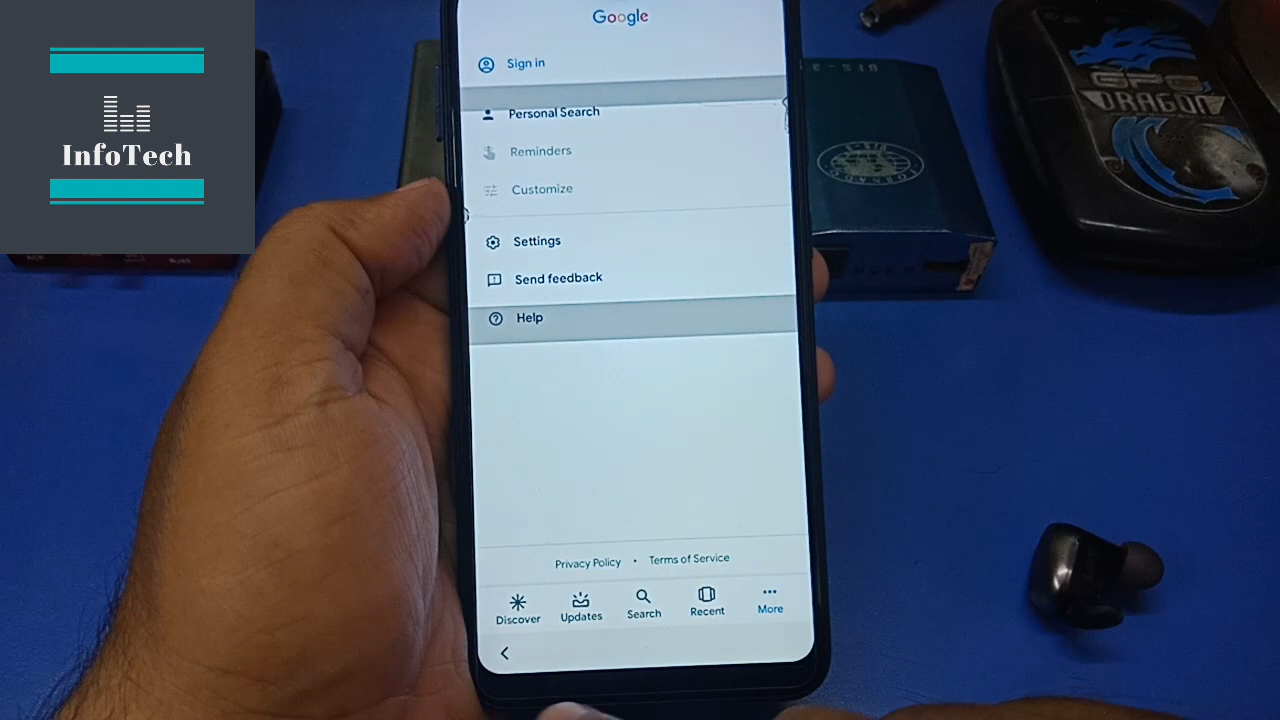 InfoTech
Google
Sign in
Personal Search
Reminders
Customize
Settings
Send feedback
Help
Privacy Policy • Terms of Service
Discover
Updates
Search
Recent
More
GPG
DRAGON